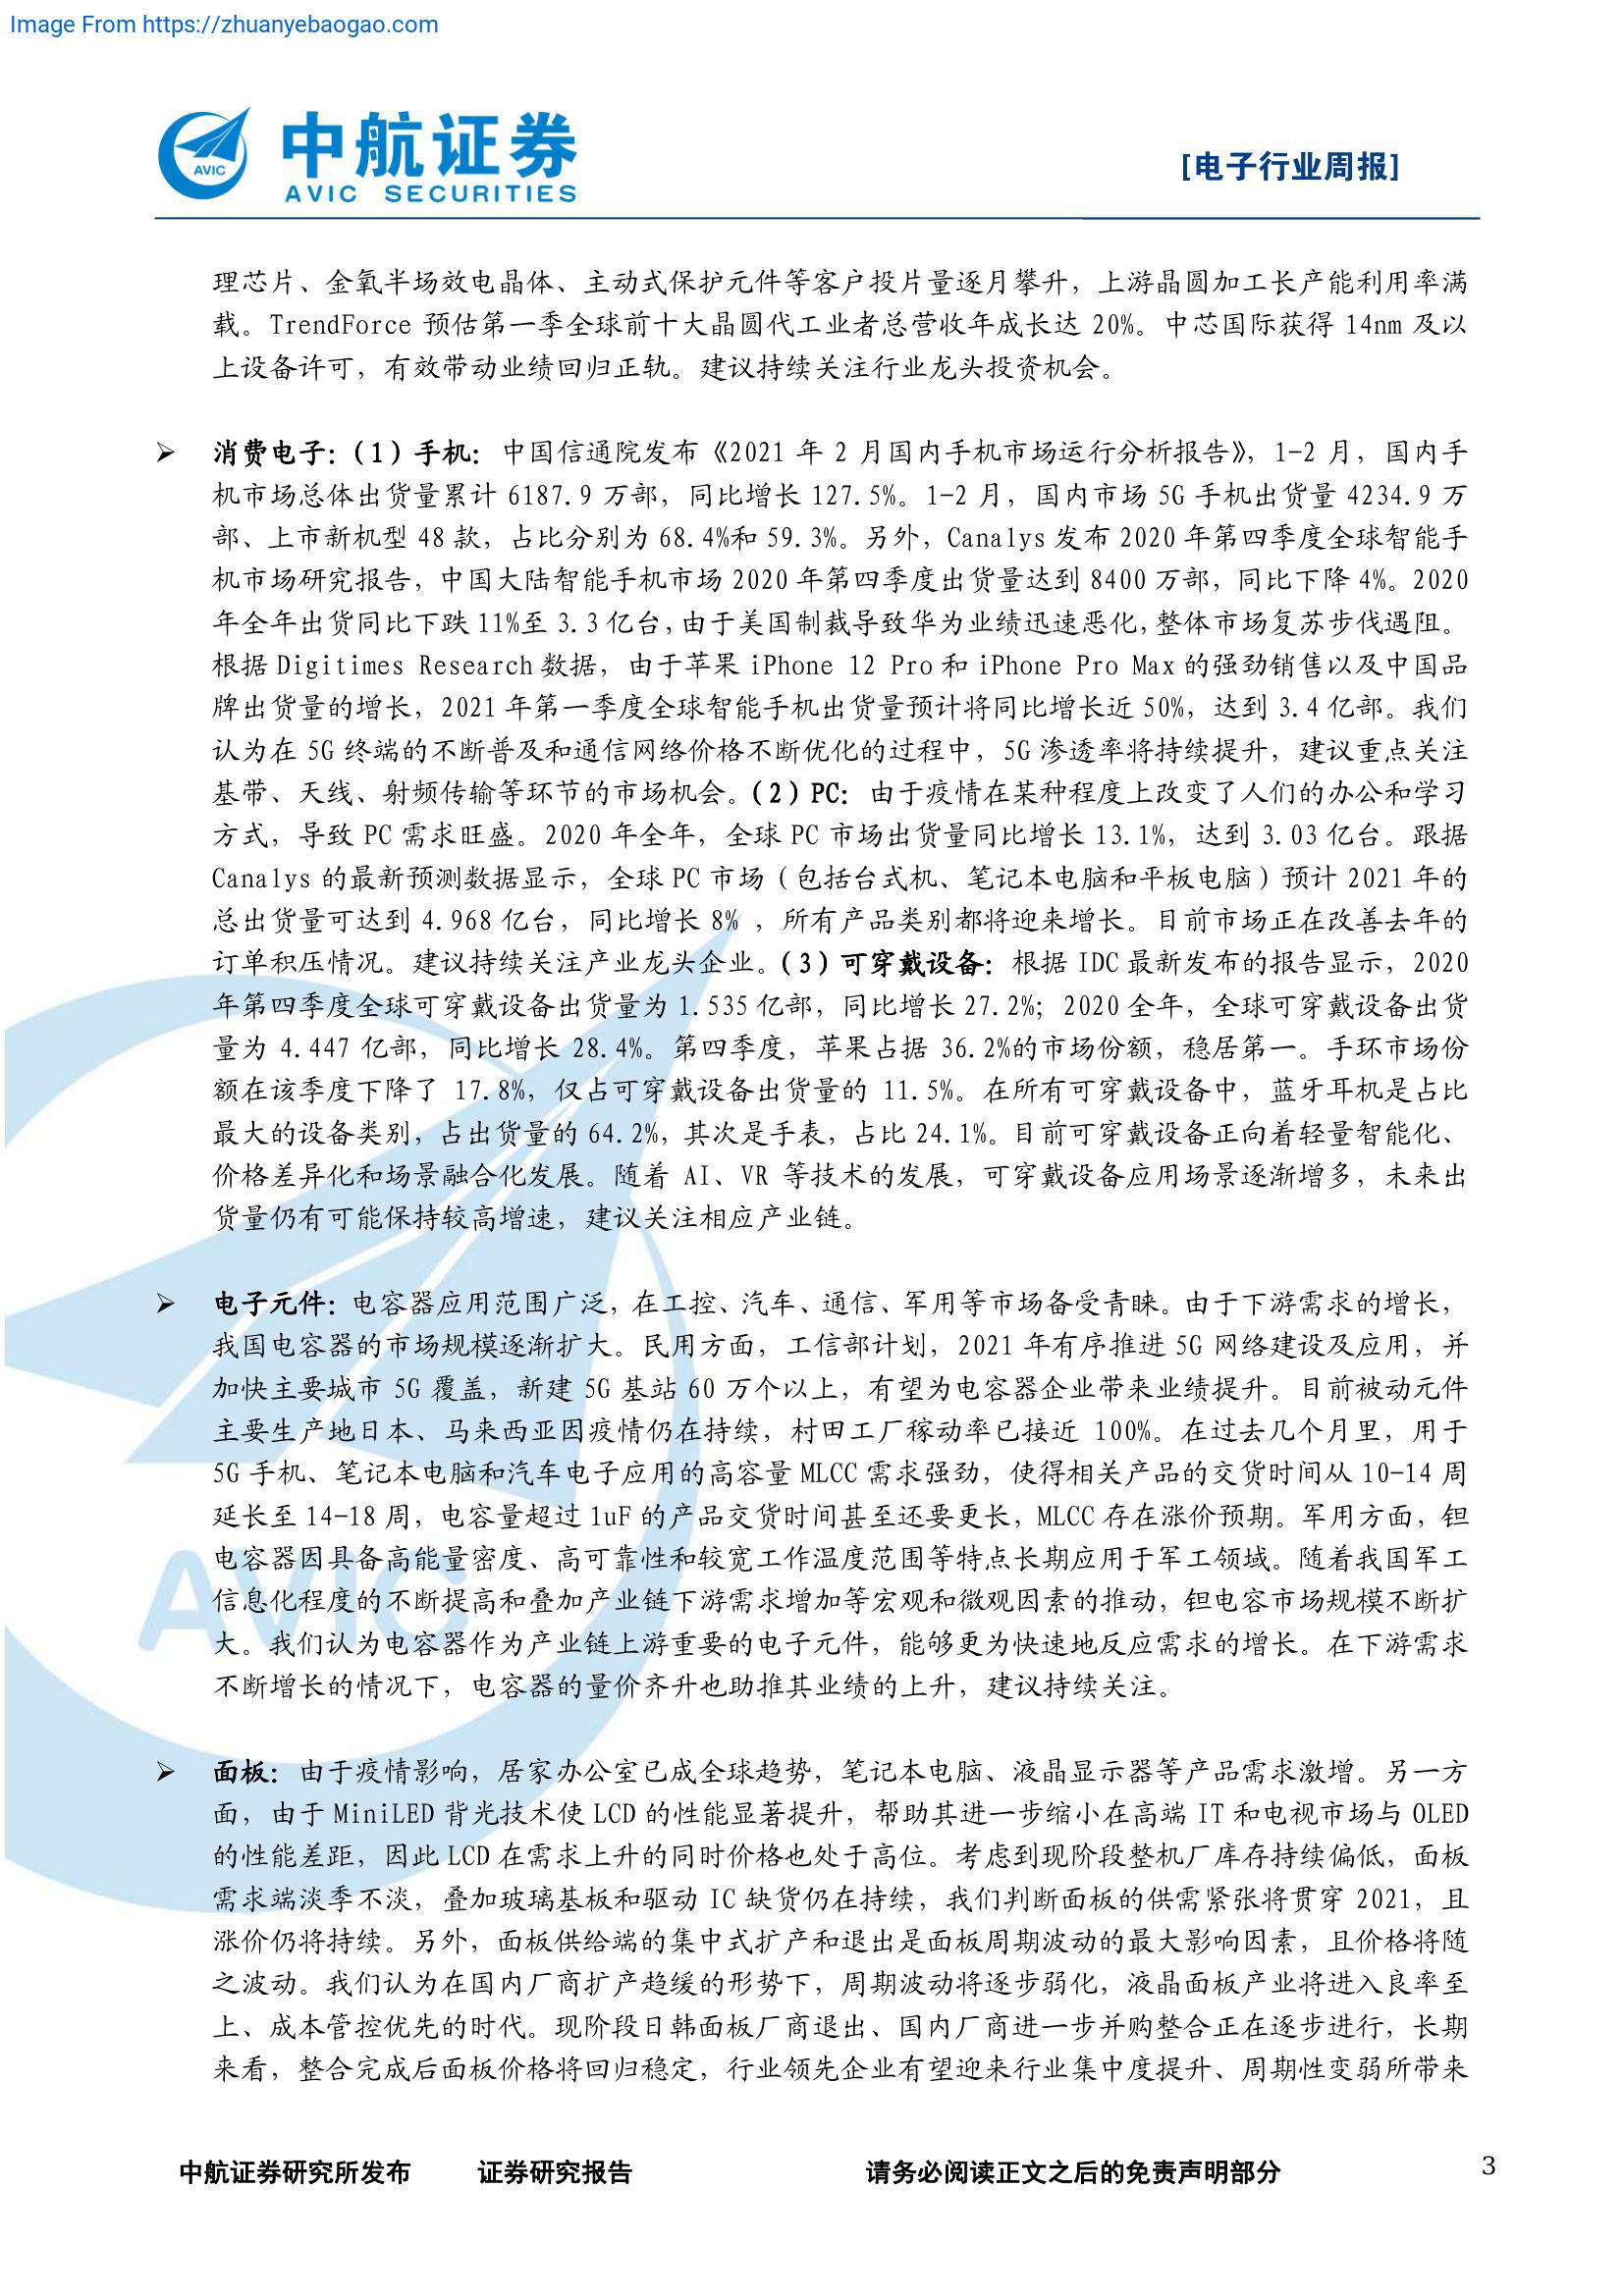 Image From https://zhuanyebaogao.com
中航证券
AVIC SECURITIES
AVIC
[电子行业周报]
理芯片、金氧半场效电晶体、主动式保护元件等客户投片量逐月攀升，上游晶圆加工长产能利用率满
载。TrendForce 预估第一季全球前十大晶圆代工业者总营收年成长达 20%。中芯国际获得 14nm 及以
上设备许可，有效带动业绩回归正轨。建议持续关注行业龙头投资机会。
➢ 消费电子：（1）手机：中国信通院发布《2021 年 2 月国内手机市场运行分析报告》，1-2 月，国内手
机市场总体出货量累计 6187.9 万部，同比增长 127.5%。1-2 月，国内市场 5G 手机出货量 4234.9 万
部、上市新机型 48 款，占比分别为 68.4%和 59.3%。另外，Canalys 发布 2020 年第四季度全球智能手
机市场研究报告，中国大陆智能手机市场 2020 年第四季度出货量达到 8400 万部，同比下降 4%。2020
年全年出货同比下跌 11%至 3.3 亿台，由于美国制裁导致华为业绩迅速恶化，整体市场复苏步伐遇阻。
根据 Digitimes Research 数据，由于苹果 iPhone 12 Pro 和 iPhone Pro Max 的强劲销售以及中国品
牌出货量的增长，2021 年第一季度全球智能手机出货量预计将同比增长近 50%，达到 3.4 亿部。我们
认为在 5G 终端的不断普及和通信网络价格不断优化的过程中，5G 渗透率将持续提升，建议重点关注
基带、天线、射频传输等环节的市场机会。（2）PC：由于疫情在某种程度上改变了人们的办公和学习
方式，导致 PC 需求旺盛。2020 年全年，全球 PC 市场出货量同比增长 13.1%，达到 3.03 亿台。跟据
Canalys 的最新预测数据显示，全球 PC 市场（包括台式机、笔记本电脑和平板电脑）预计 2021 年的
总出货量可达到 4.968 亿台，同比增长 8% ，所有产品类别都将迎来增长。目前市场正在改善去年的
订单积压情况。建议持续关注产业龙头企业。（3）可穿戴设备：根据 IDC 最新发布的报告显示，2020
年第四季度全球可穿戴设备出货量为 1.535 亿部，同比增长 27.2%；2020 全年，全球可穿戴设备出货
量为 4.447 亿部，同比增长 28.4%。第四季度，苹果占据 36.2%的市场份额，稳居第一。手环市场份
额在该季度下降了 17.8%，仅占可穿戴设备出货量的 11.5%。在所有可穿戴设备中，蓝牙耳机是占比
最大的设备类别，占出货量的 64.2%，其次是手表，占比 24.1%。目前可穿戴设备正向着轻量智能化、
价格差异化和场景融合化发展。随着 AI、VR 等技术的发展，可穿戴设备应用场景逐渐增多，未来出
货量仍有可能保持较高增速，建议关注相应产业链。
➢ 电子元件：电容器应用范围广泛，在工控、汽车、通信、军用等市场备受青睐。由于下游需求的增长，
我国电容器的市场规模逐渐扩大。民用方面，工信部计划，2021 年有序推进 5G 网络建设及应用，并
加快主要城市 5G 覆盖，新建 5G 基站 60 万个以上，有望为电容器企业带来业绩提升。目前被动元件
主要生产地日本、马来西亚因疫情仍在持续，村田工厂稼动率已接近 100%。在过去几个月里，用于
5G 手机、笔记本电脑和汽车电子应用的高容量 MLCC 需求强劲，使得相关产品的交货时间从 10-14 周
延长至 14-18 周，电容量超过 1uF 的产品交货时间甚至还要更长，MLCC 存在涨价预期。军用方面，钽
电容器因具备高能量密度、高可靠性和较宽工作温度范围等特点长期应用于军工领域。随着我国军工
信息化程度的不断提高和叠加产业链下游需求增加等宏观和微观因素的推动，钽电容市场规模不断扩
大。我们认为电容器作为产业链上游重要的电子元件，能够更为快速地反应需求的增长。在下游需求
不断增长的情况下，电容器的量价齐升也助推其业绩的上升，建议持续关注。
➢ 面板：由于疫情影响，居家办公室已成全球趋势，笔记本电脑、液晶显示器等产品需求激增。另一方
面，由于 MiniLED 背光技术使 LCD 的性能显著提升，帮助其进一步缩小在高端 IT 和电视市场与 OLED
的性能差距，因此 LCD 在需求上升的同时价格也处于高位。考虑到现阶段整机厂库存持续偏低，面板
需求端淡季不淡，叠加玻璃基板和驱动 IC 缺货仍在持续，我们判断面板的供需紧张将贯穿 2021，且
涨价仍将持续。另外，面板供给端的集中式扩产和退出是面板周期波动的最大影响因素，且价格将随
之波动。我们认为在国内厂商扩产趋缓的形势下，周期波动将逐步弱化，液晶面板产业将进入良率至
上、成本管控优先的时代。现阶段日韩面板厂商退出、国内厂商进一步并购整合正在逐步进行，长期
来看，整合完成后面板价格将回归稳定，行业领先企业有望迎来行业集中度提升、周期性变弱所带来
AVIC
中航证券研究所发布 证券研究报告 请务必阅读正文之后的免责声明部分 3